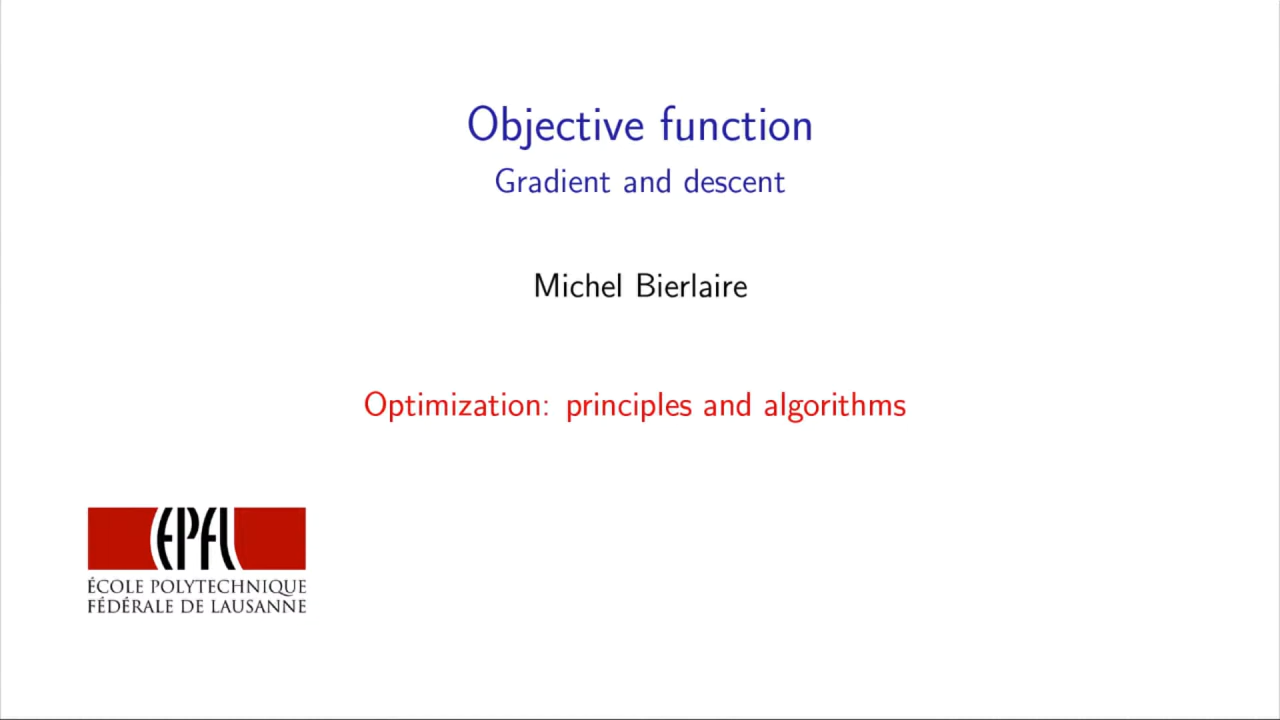 Objective function
Gradient and descent
Michel Bierlaire
Optimization: principles and algorithms
EPFL
ÉCOLE POLYTECHNIQUE
FÉDÉRALE DE LAUSANNE